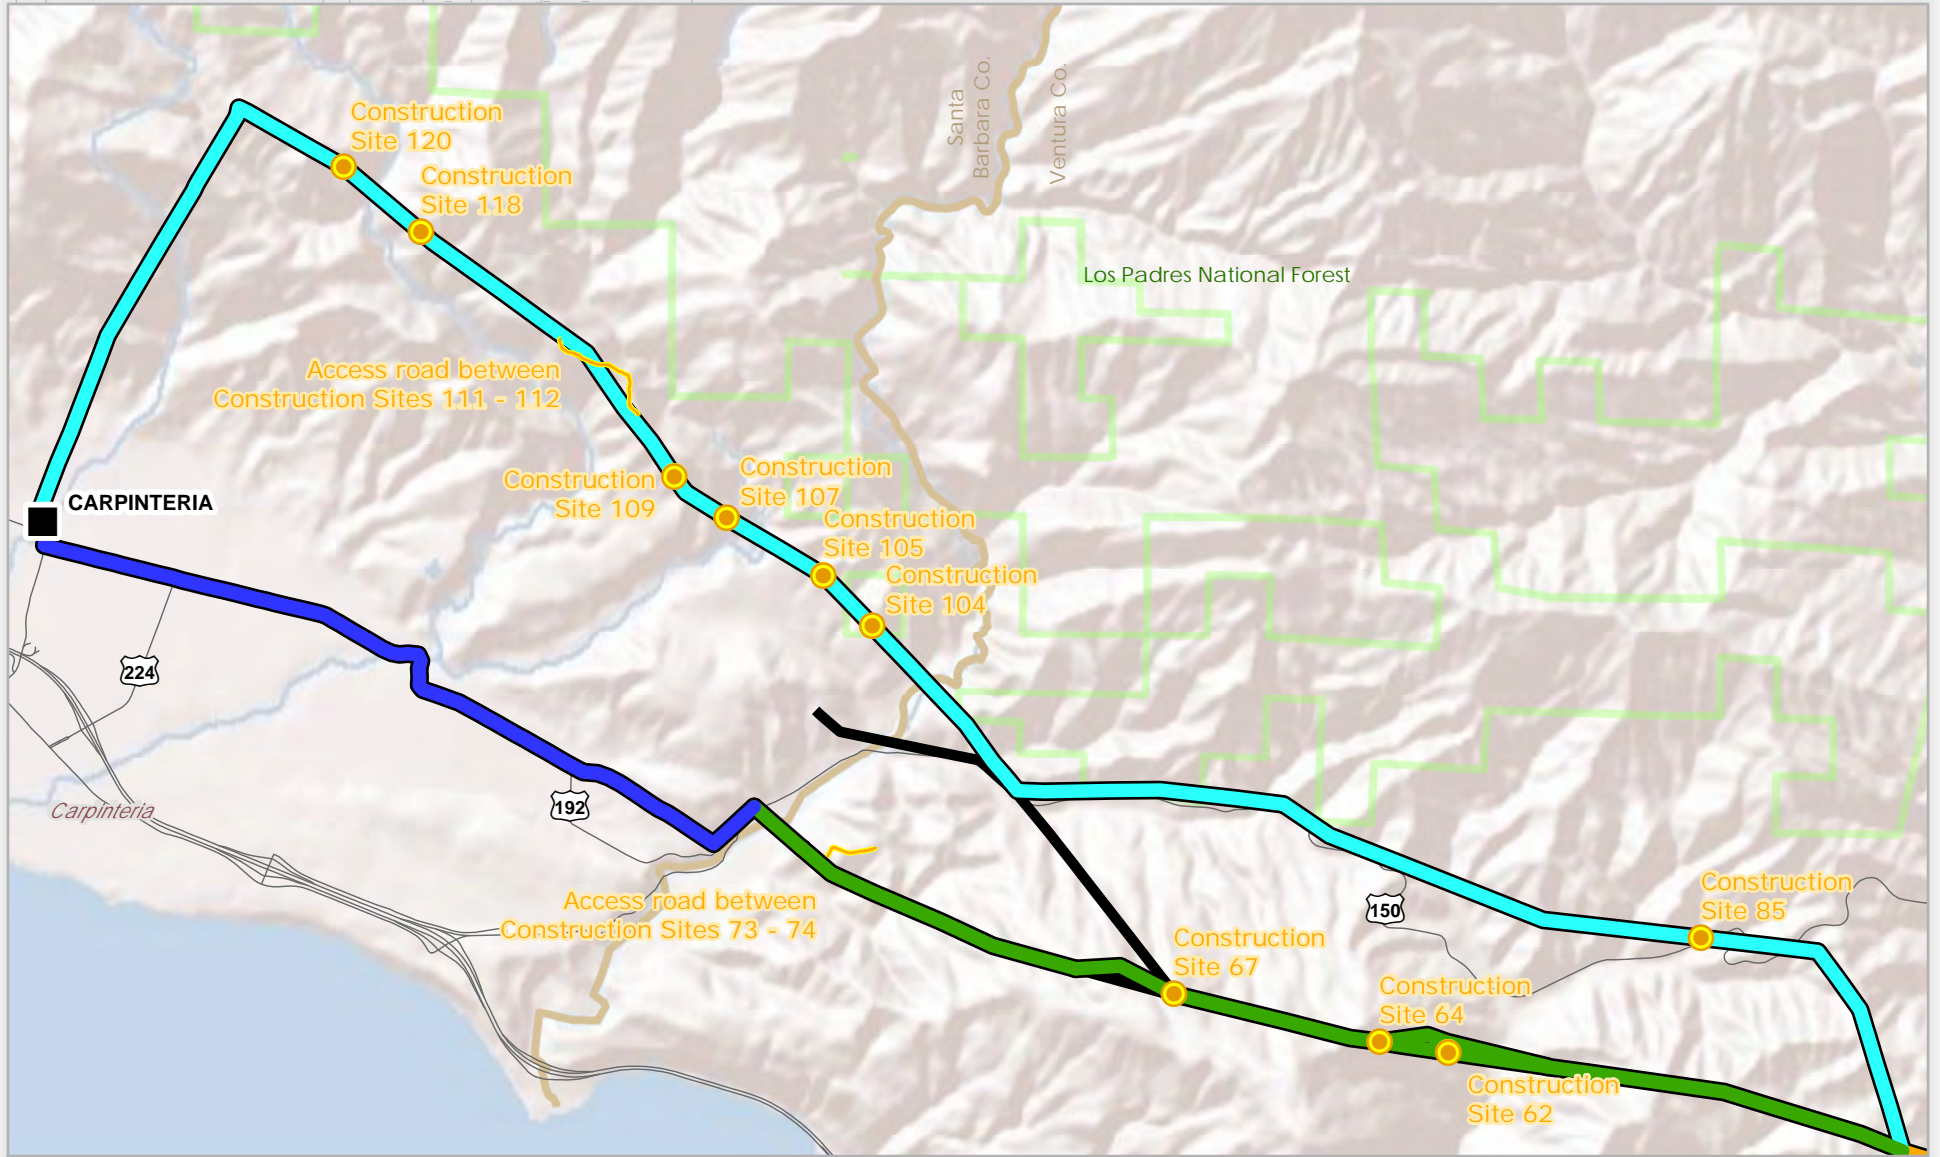 Santa
Barbara Co.
Ventura Co.
Construction
Site 120
Construction
Site 118
Los Padres National Forest
Access road between
Construction Sites 111 - 112
Construction
Site 109
Construction
Site 107
CARPINTERIA
Construction
Site 105
Construction
Site 104
224
192
Carpinteria
Access road between
Construction Sites 73 - 74
Construction
Site 85
150
Construction
Site 67
Construction
Site 64
Construction
Site 62